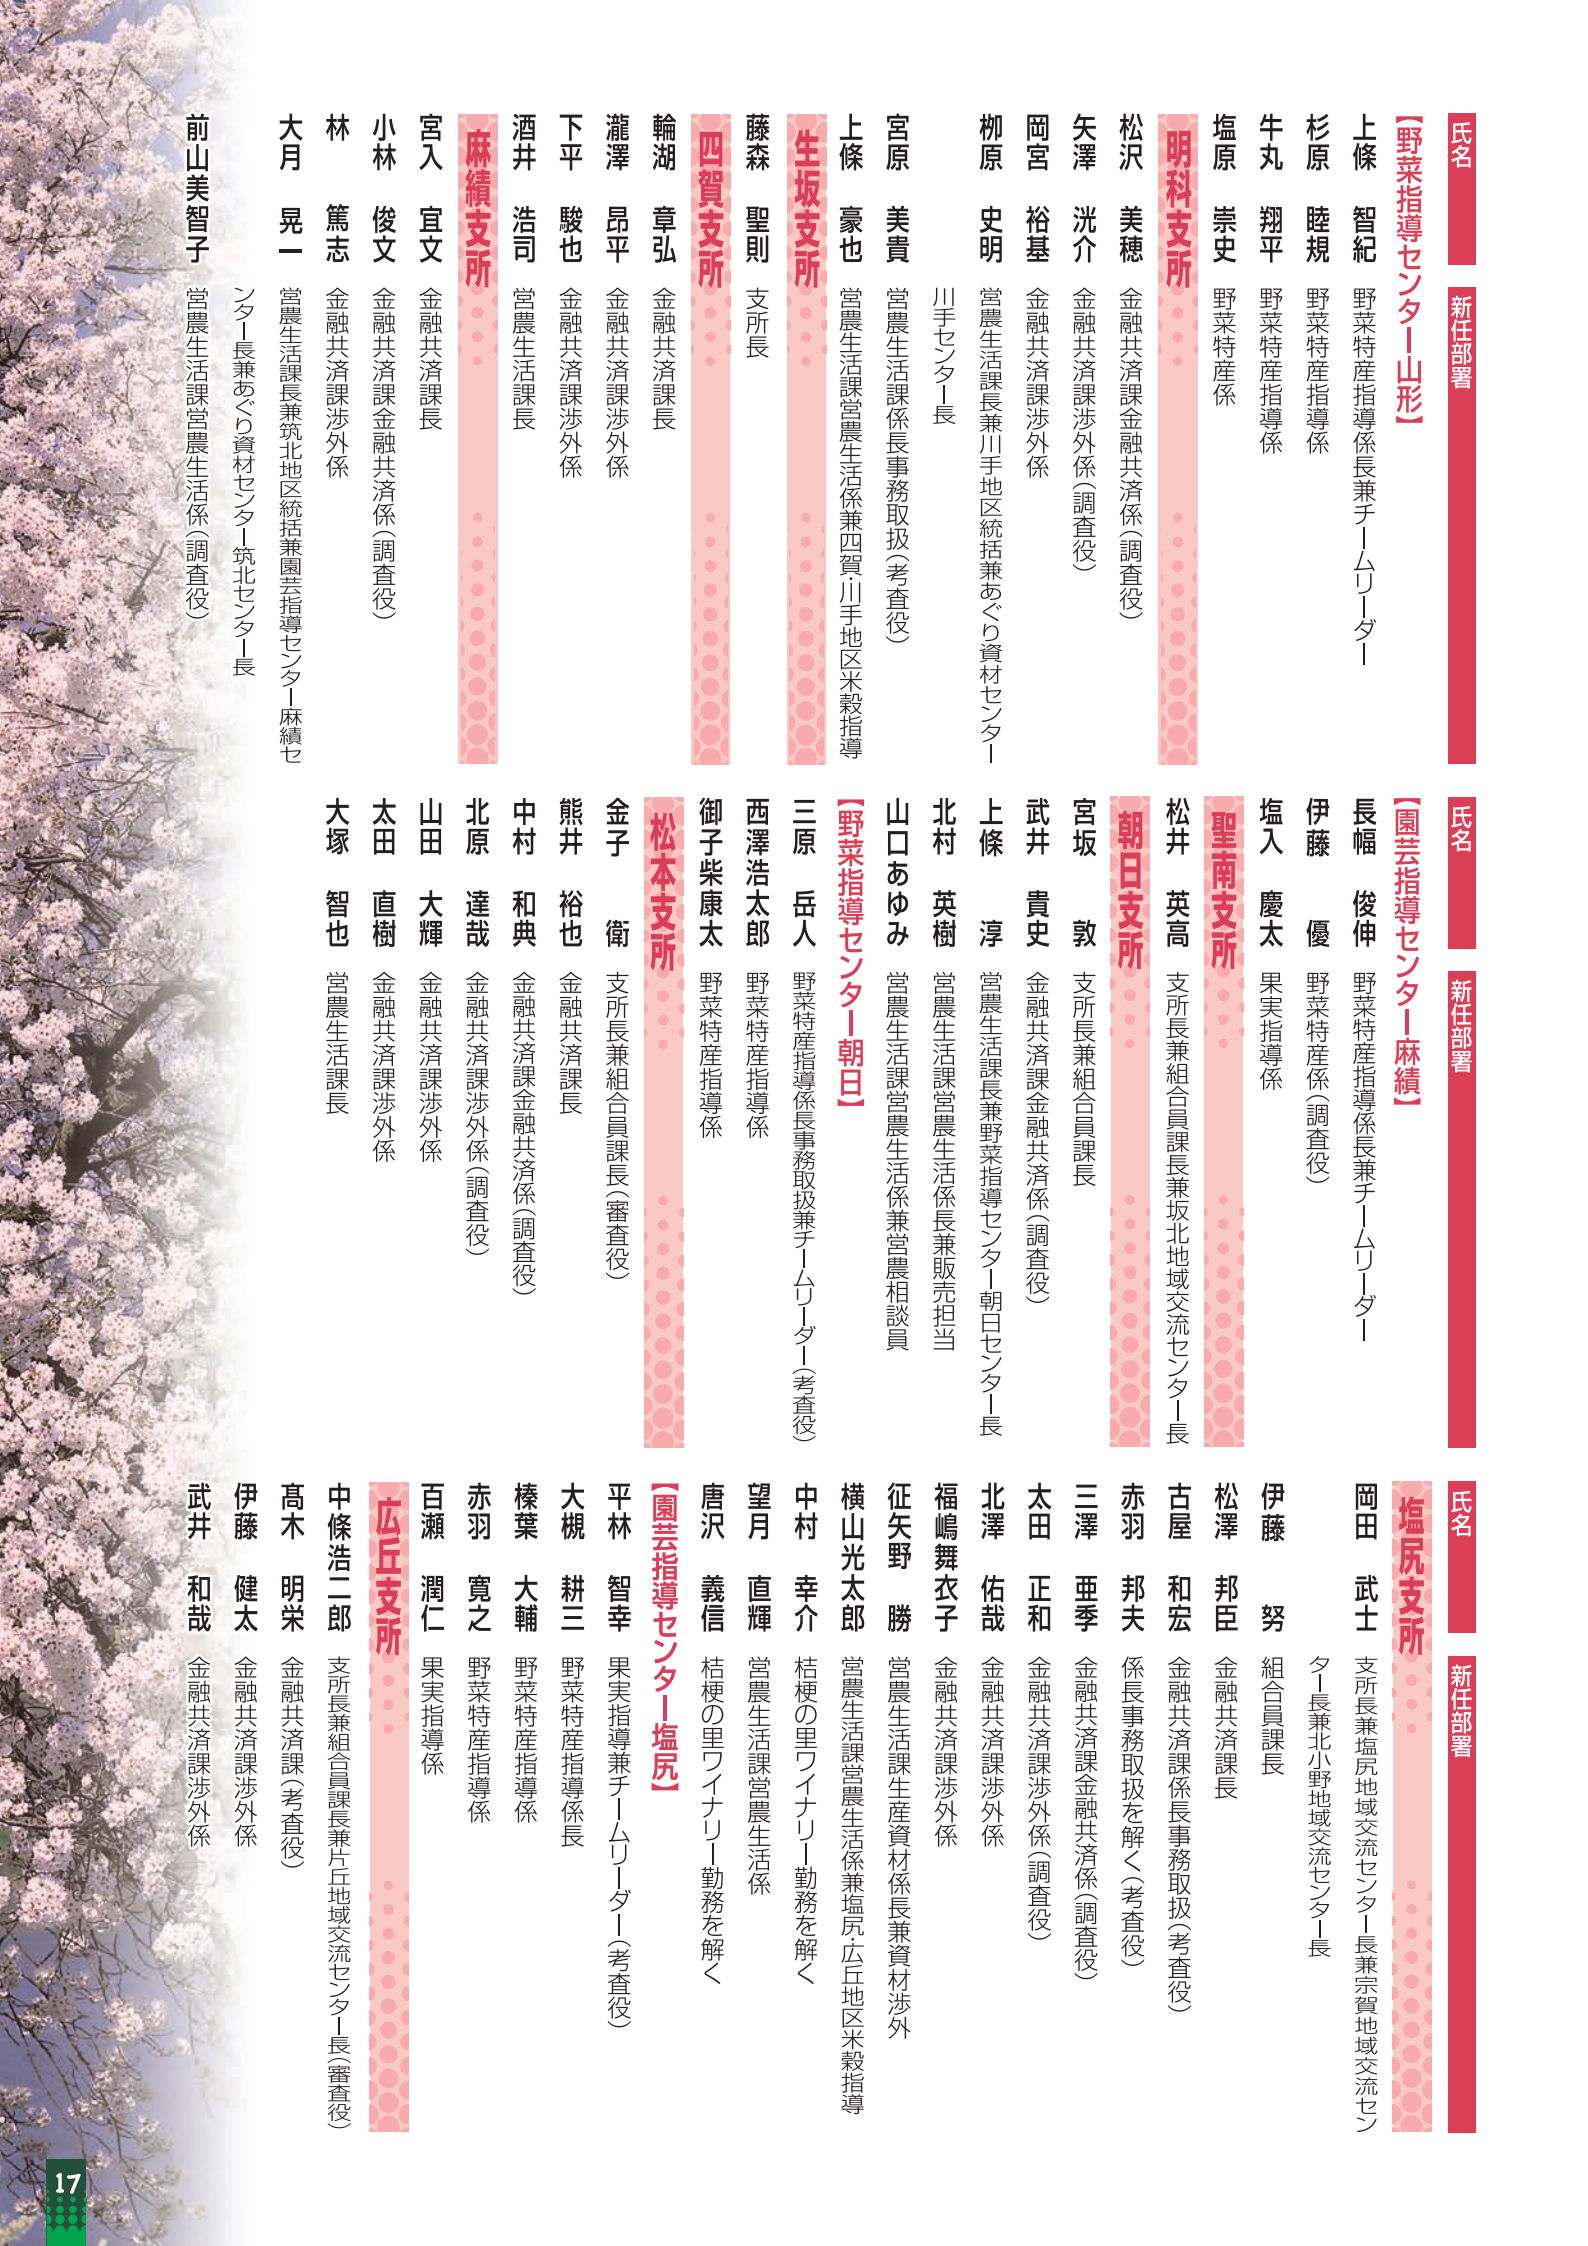 氏名　新任部署
【野菜指導センター山形】
上條　智紀　野菜特産指導係長兼チームリーダー
杉原　睦規　野菜特産指導係
牛丸　翔平　野菜特産指導係
塩原　崇史　野菜特産係
明科支所
松沢　美穂　金融共済課金融共済係（調査役）
矢澤　洸介　金融共済課渉外係（調査役）
岡宮　裕基　金融共済課渉外係
栁原　史明　営農生活課長兼川手地区統括兼あぐり資材センター
川手センター長
宮原　美貴　営農生活課係長事務取扱（考査役）
上條　豪也　営農生活課営農生活係兼四賀・川手地区米穀指導
生坂支所
藤森　聖則　支所長
四賀支所
輪湖　章弘　金融共済課長
瀧澤　昂平　金融共済課渉外係
下平　駿也　金融共済課渉外係
酒井　浩司　営農生活課長
麻績支所
宮入　宜文　金融共済課長
小林　俊文　金融共済課金融共済係（調査役）
林　　篤志　金融共済課渉外係
大月　晃一　営農生活課長兼筑北地区統括兼園芸指導センター麻績セ
ンター長兼あぐり資材センター筑北センター長
前山美智子　営農生活課営農生活係（調査役）
氏名　新任部署
【園芸指導センター麻績】
長幅　俊伸　野菜特産指導係長兼チームリーダー
伊藤　　優　野菜特産係（調査役）
塩入　慶太　果実指導係
聖南支所
松井　英高　支所長兼組合員課長兼坂北地域交流センター長
朝日支所
宮坂　　敦　支所長兼組合員課長
武井　貴史　金融共済課金融共済係（調査役）
上條　　淳　営農生活課長兼野菜指導センター朝日センター長
北村　英樹　営農生活課営農生活係長兼販売担当
山口あゆみ　営農生活課営農生活係兼営農相談員
【野菜指導センター朝日】
三原　岳人　野菜特産指導係長事務取扱兼チームリーダー（考査役）
西澤浩太郎　野菜特産指導係
御子柴康太　野菜特産指導係
松本支所
金子　　衛　支所長兼組合員課長（審査役）
熊井　裕也　金融共済課長
中村　和典　金融共済課金融共済係（調査役）
北原　達哉　金融共済課渉外係（調査役）
山田　大輝　金融共済課渉外係
太田　直樹　金融共済課渉外係
大塚　智也　営農生活課長
氏名　新任部署
塩尻支所
岡田　武士　支所長兼塩尻地域交流センター長兼宗賀地域交流セン
ター長兼北小野地域交流センター長
伊藤　　努　組合員課長
松澤　邦臣　金融共済課長
古屋　和宏　金融共済課係長事務取扱（考査役）
赤羽　邦夫　係長事務取扱を解く（考査役）
三澤　亜季　金融共済課金融共済係（調査役）
太田　正和　金融共済課渉外係（調査役）
北澤　佑哉　金融共済課渉外係
福嶋舞衣子　金融共済課渉外係
征矢野　勝　営農生活課生産資材係長兼資材渉外
横山光太郎　営農生活課営農生活係兼塩尻・広丘地区米穀指導
中村　幸介　桔梗の里ワイナリー勤務を解く
望月　直輝　営農生活課営農生活係
唐沢　義信　桔梗の里ワイナリー勤務を解く
【園芸指導センター塩尻】
平林　智幸　果実指導兼チームリーダー（考査役）
大槻　耕三　野菜特産指導係長
榛葉　大輔　野菜特産指導係
赤羽　寛之　野菜特産指導係
百瀬　潤仁　果実指導係
広丘支所
中條浩二郎　支所長兼組合員課長兼片丘地域交流センター長（審査役）
髙木　明栄　金融共済課（考査役）
伊藤　健太　金融共済課渉外係
武井　和哉　金融共済課渉外係
17